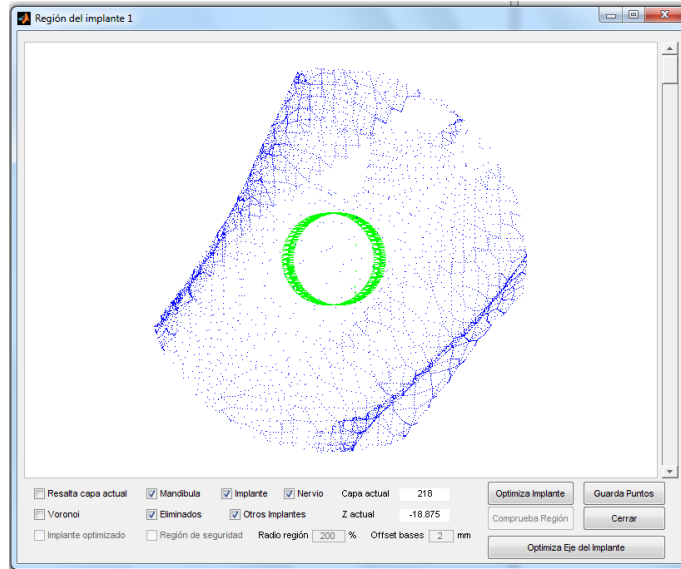 Región del implante 1
Resalta capa actual Mandibula Implante Nervio Capa actual 218 Optimiza Implante Guarda Puntos
Voronoi Eliminados Otros Implantes Z actual -18.875 Comprueba Región Cerrar
Implante optimizado Región de seguridad Radio región 200 % Offset bases 2 mm
Optimiza Eje del Implante